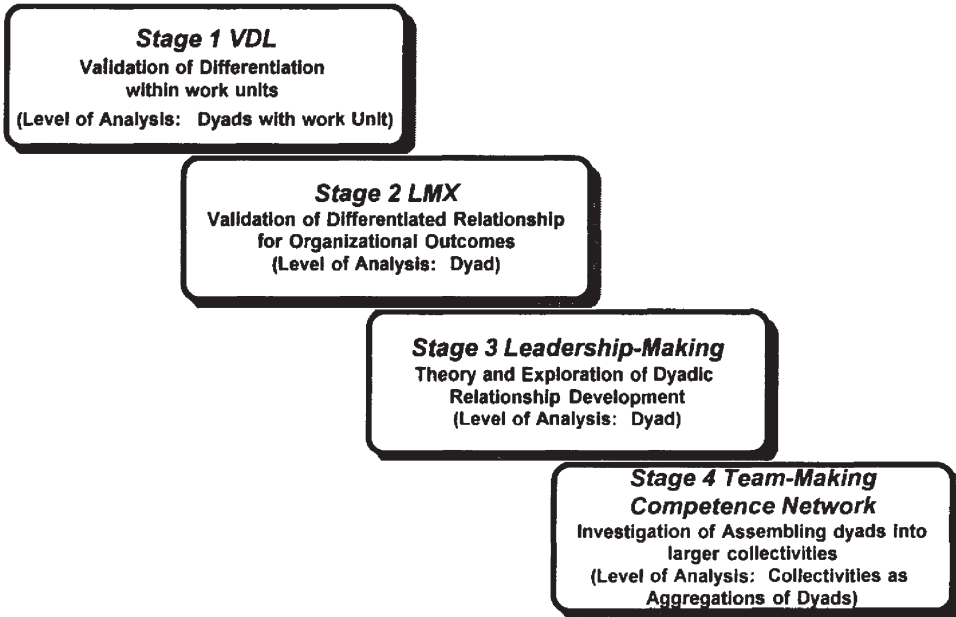 Stage 1 VDL
Validation of Differentiation
within work units
(Level of Analysis: Dyads with work Unit)
Stage 2 LMX
Validation of Differentiated Relationship
for Organizational Outcomes
(Level of Analysis: Dyad)
Stage 3 Leadership-Making
Theory and Exploration of Dyadic
Relationship Development
(Level of Analysis: Dyad)
Stage 4 Team-Making
Competence Network
Investigation of Assembling dyads into
larger collectivities
(Level of Analysis: Collectivities as
Aggregations of Dyads)